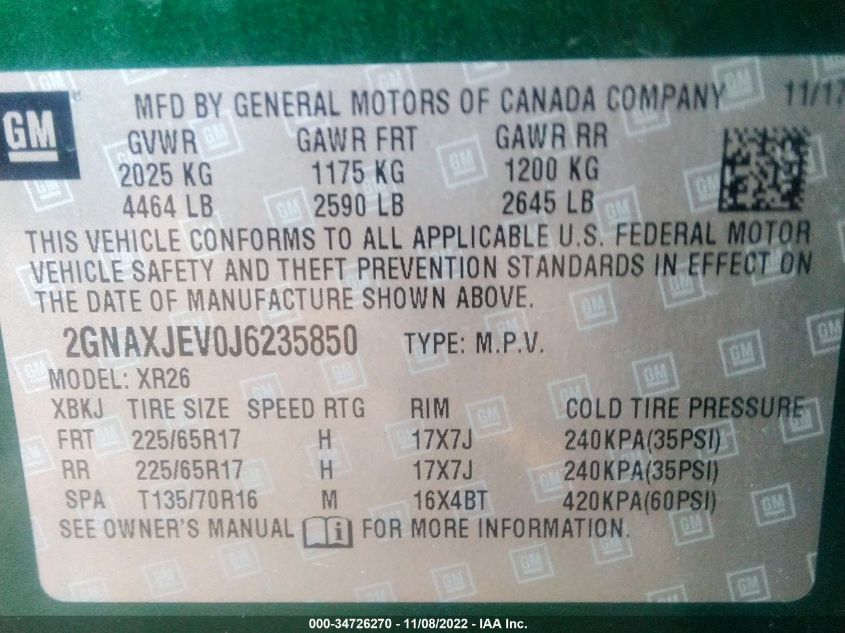 GM
MFD BY GENERAL MOTORS OF CANADA COMPANY 11/17
GVWR GAWR FRT GAWR RR
2025 KG 1175 KG 1200 KG
4464 LB 2590 LB 2645 LB
THIS VEHICLE CONFORMS TO ALL APPLICABLE U.S. FEDERAL MOTOR
VEHICLE SAFETY AND THEFT PREVENTION STANDARDS IN EFFECT ON
THE DATE OF MANUFACTURE SHOWN ABOVE.
2GNAXJEV0J6235850 TYPE: M.P.V.
MODEL: XR26
XBKJ TIRE SIZE SPEED RTG RIM COLD TIRE PRESSURE
FRT 225/65R17 H 17X7J 240KPA(35PSI)
RR 225/65R17 H 17X7J 240KPA(35PSI)
SPA T135/70R16 M 16X4BT 420KPA(60PSI)
SEE OWNER'S MANUAL FOR MORE INFORMATION.
000-34726270 - 11/08/2022 - IAA Inc.